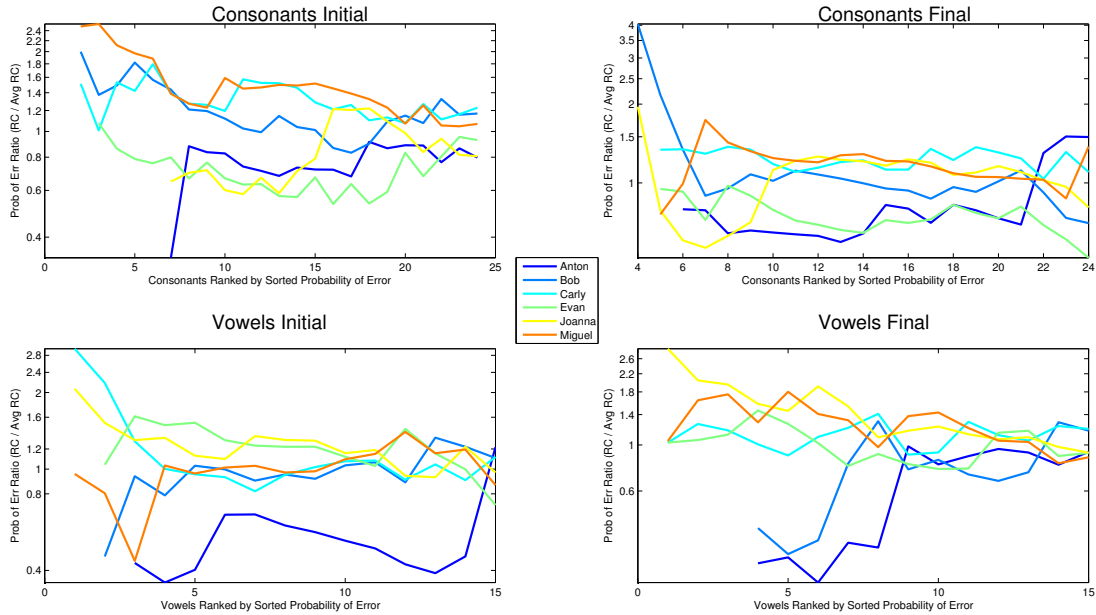 Consonants Initial
Prob of Err Ratio (RC / Avg RC)
2.4
2.2
2
1.8
1.6
1.4
1.2
1
0.8
0.6
0.4
0 5 10 15 20 25
Consonants Ranked by Sorted Probability of Error
Consonants Final
Prob of Err Ratio (RC / Avg RC)
4
3.5
3
2.5
2
1.5
1
4 6 8 10 12 14 16 18 20 22 24
Consonants Ranked by Sorted Probability of Error
Anton
Bob
Carly
Evan
Joanna
Miguel
Vowels Initial
Prob of Err Ratio (RC / Avg RC)
2.8
2.4
2
1.6
1.2
1
0.8
0.4
0 5 10 15
Vowels Ranked by Sorted Probability of Error
Vowels Final
Prob of Err Ratio (RC / Avg RC)
2.6
2.2
1.8
1.4
1
0.6
0 5 10 15
Vowels Ranked by Sorted Probability of Error